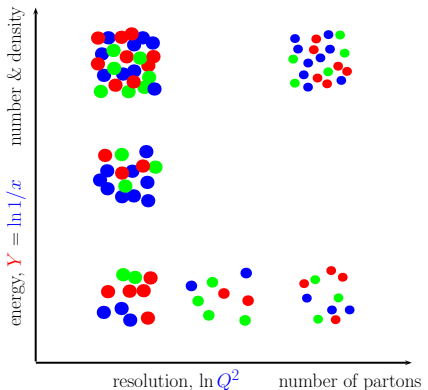 energy, Y = ln 1/x number & density
resolution, ln Q² number of partons